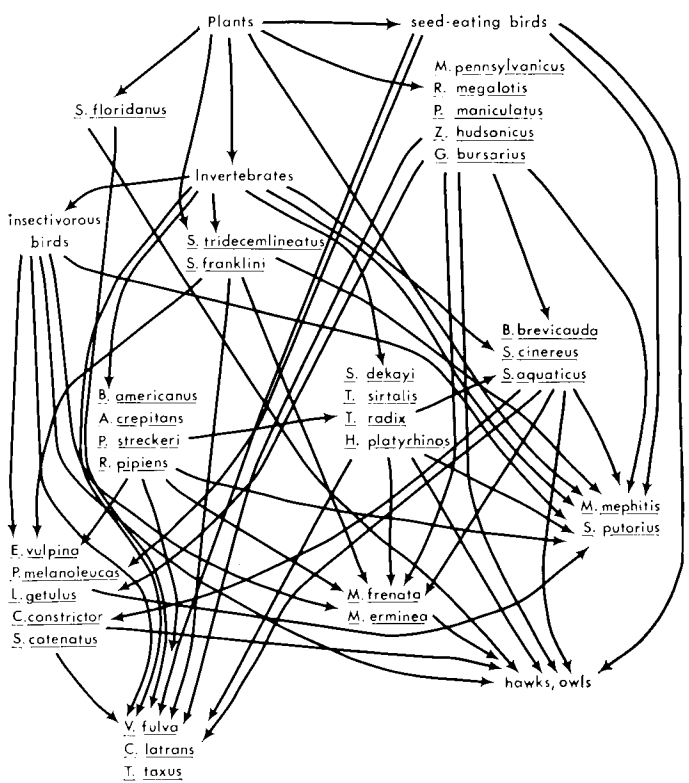 Plants
seed-eating birds
M. pennsylvanicus
R. megalotis
P. maniculatus
Z. hudsonicus
G. bursarius
S. floridanus
Invertebrates
insectivorous
birds
S. tridecemlineatus
S. franklini
B. brevicauda
S. cinereus
S. aquaticus
S. dekayi
T. sirtalis
T. radix
H. platyrhinos
B. americanus
A. crepitans
P. streckeri
R. pipiens
M. mephitis
S. putorius
E. vulpina
P. melanoleucas
L. getulus
C. constrictor
S. catenatus
M. frenata
M. erminea
hawks, owls
V. fulva
C. latrans
T. taxus